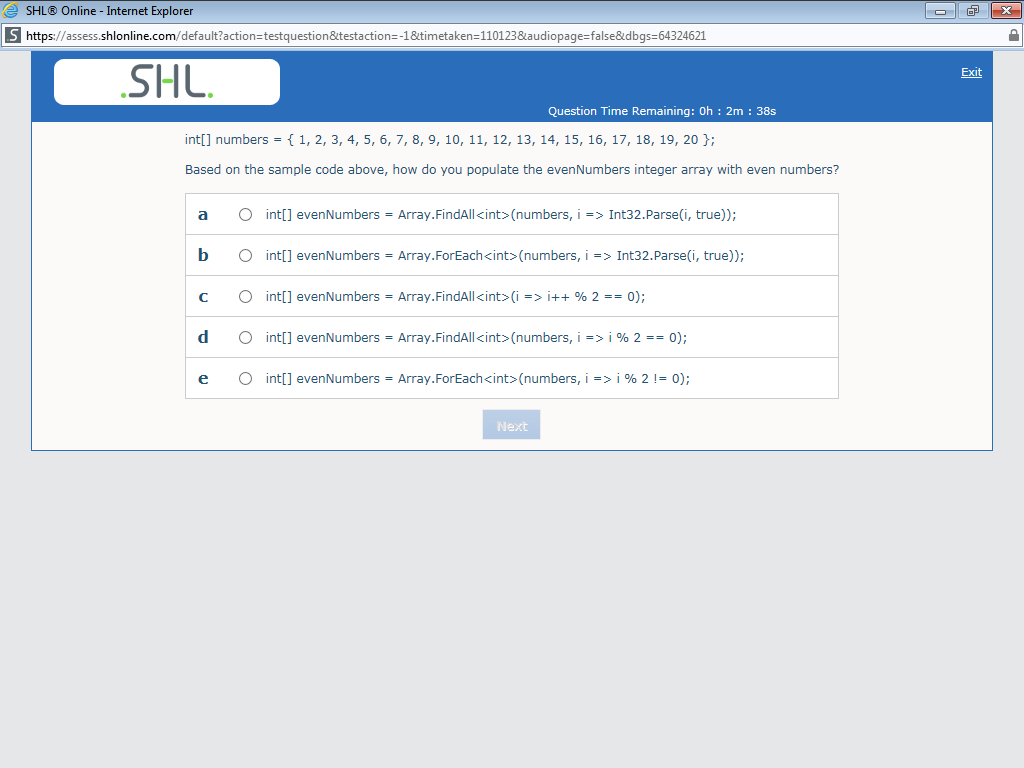 SHL® Online - Internet Explorer
https://assess.shlonline.com/default?action=testquestion&testaction=-1&timetaken=110123&audiopage=false&dbgs=64324621
.SHL.
Exit
Question Time Remaining: 0h : 2m : 38s
int[] numbers = { 1, 2, 3, 4, 5, 6, 7, 8, 9, 10, 11, 12, 13, 14, 15, 16, 17, 18, 19, 20 };
Based on the sample code above, how do you populate the evenNumbers integer array with even numbers?
a int[] evenNumbers = Array.FindAll<int>(numbers, i => Int32.Parse(i, true));
b int[] evenNumbers = Array.ForEach<int>(numbers, i => Int32.Parse(i, true));
c int[] evenNumbers = Array.FindAll<int>(i => i++ % 2 == 0);
d int[] evenNumbers = Array.FindAll<int>(numbers, i => i % 2 == 0);
e int[] evenNumbers = Array.ForEach<int>(numbers, i => i % 2 != 0);
Next